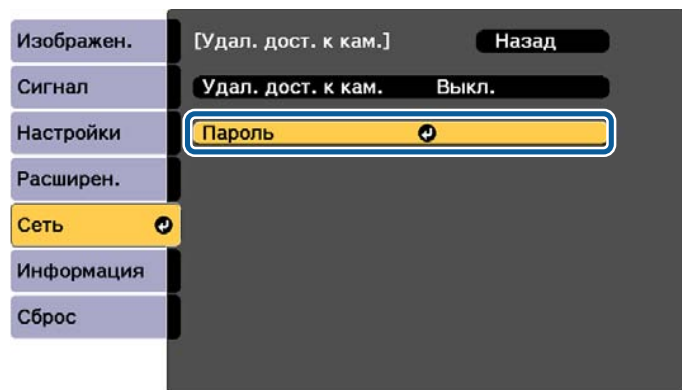 Изображен.
Сигнал
Настройки
Расширен.
Сеть
Информация
Сброс
[Удал. дост. к кам.] Назад
Удал. дост. к кам. Выкл.
Пароль